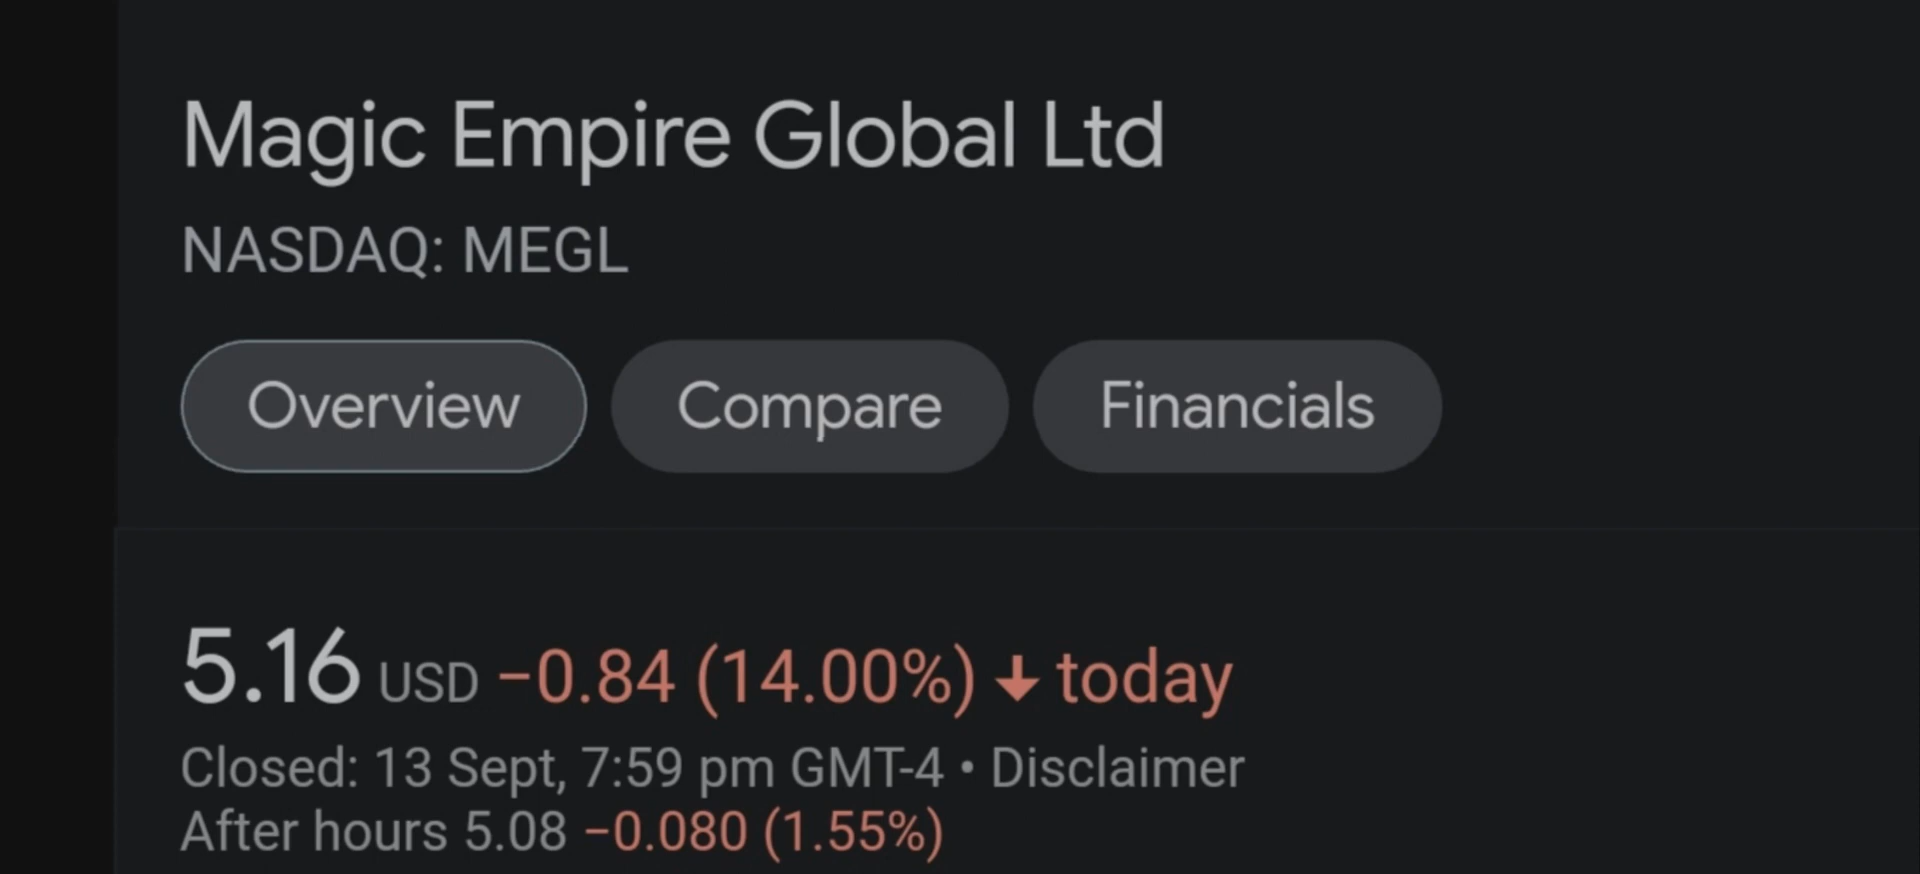 Magic Empire Global Ltd
NASDAQ: MEGL
Overview Compare Financials
5.16 USD −0.84 (14.00%) ↓ today
Closed: 13 Sept, 7:59 pm GMT-4 • Disclaimer
After hours 5.08 −0.080 (1.55%)